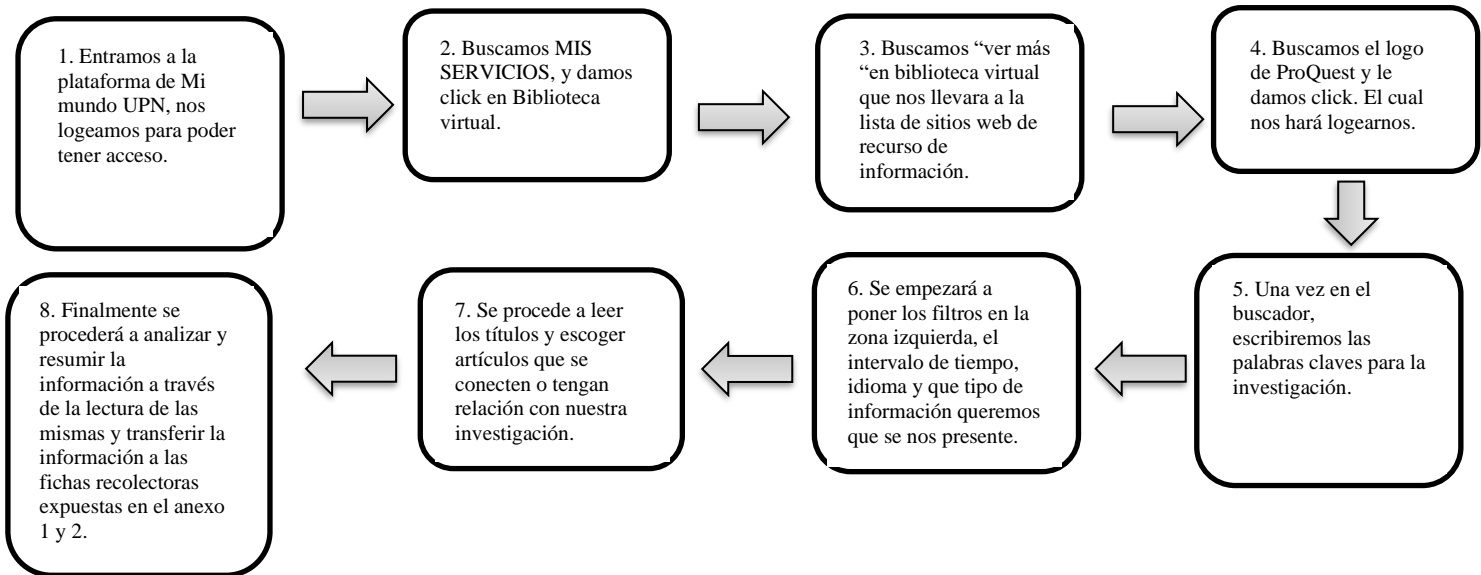 1. Entramos a la
plataforma de Mi
mundo UPN, nos
logeamos para poder
tener acceso.
2. Buscamos MIS
SERVICIOS, y damos
click en Biblioteca
virtual.
3. Buscamos “ver más
“en biblioteca virtual
que nos llevara a la
lista de sitios web de
recurso de
información.
4. Buscamos el logo
de ProQuest y le
damos click. El cual
nos hará logearnos.
5. Una vez en el
buscador,
escribiremos las
palabras claves para la
investigación.
6. Se empezará a
poner los filtros en la
zona izquierda, el
intervalo de tiempo,
idioma y que tipo de
información queremos
que se nos presente.
7. Se procede a leer
los títulos y escoger
artículos que se
conecten o tengan
relación con nuestra
investigación.
8. Finalmente se
procederá a analizar y
resumir la
información a través
de la lectura de las
mismas y transferir la
información a las
fichas recolectoras
expuestas en el anexo
1 y 2.